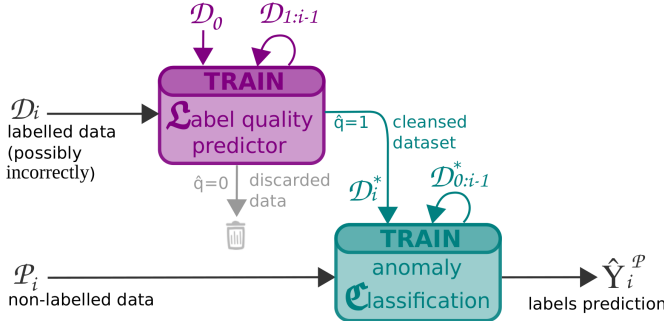 𝒟₀ 𝒟₁:ᵢ₋₁
TRAIN
𝕷abel quality
predictor
𝒟ᵢ
labelled data
(possibly
incorrectly)
q̂=1
cleansed
dataset
q̂=0
discarded
data
𝒟ᵢ* 𝒟*₀:ᵢ₋₁
TRAIN
anomaly
𝕮lassification
𝒫ᵢ
non-labelled data
Ŷᵢ^𝒫
labels prediction